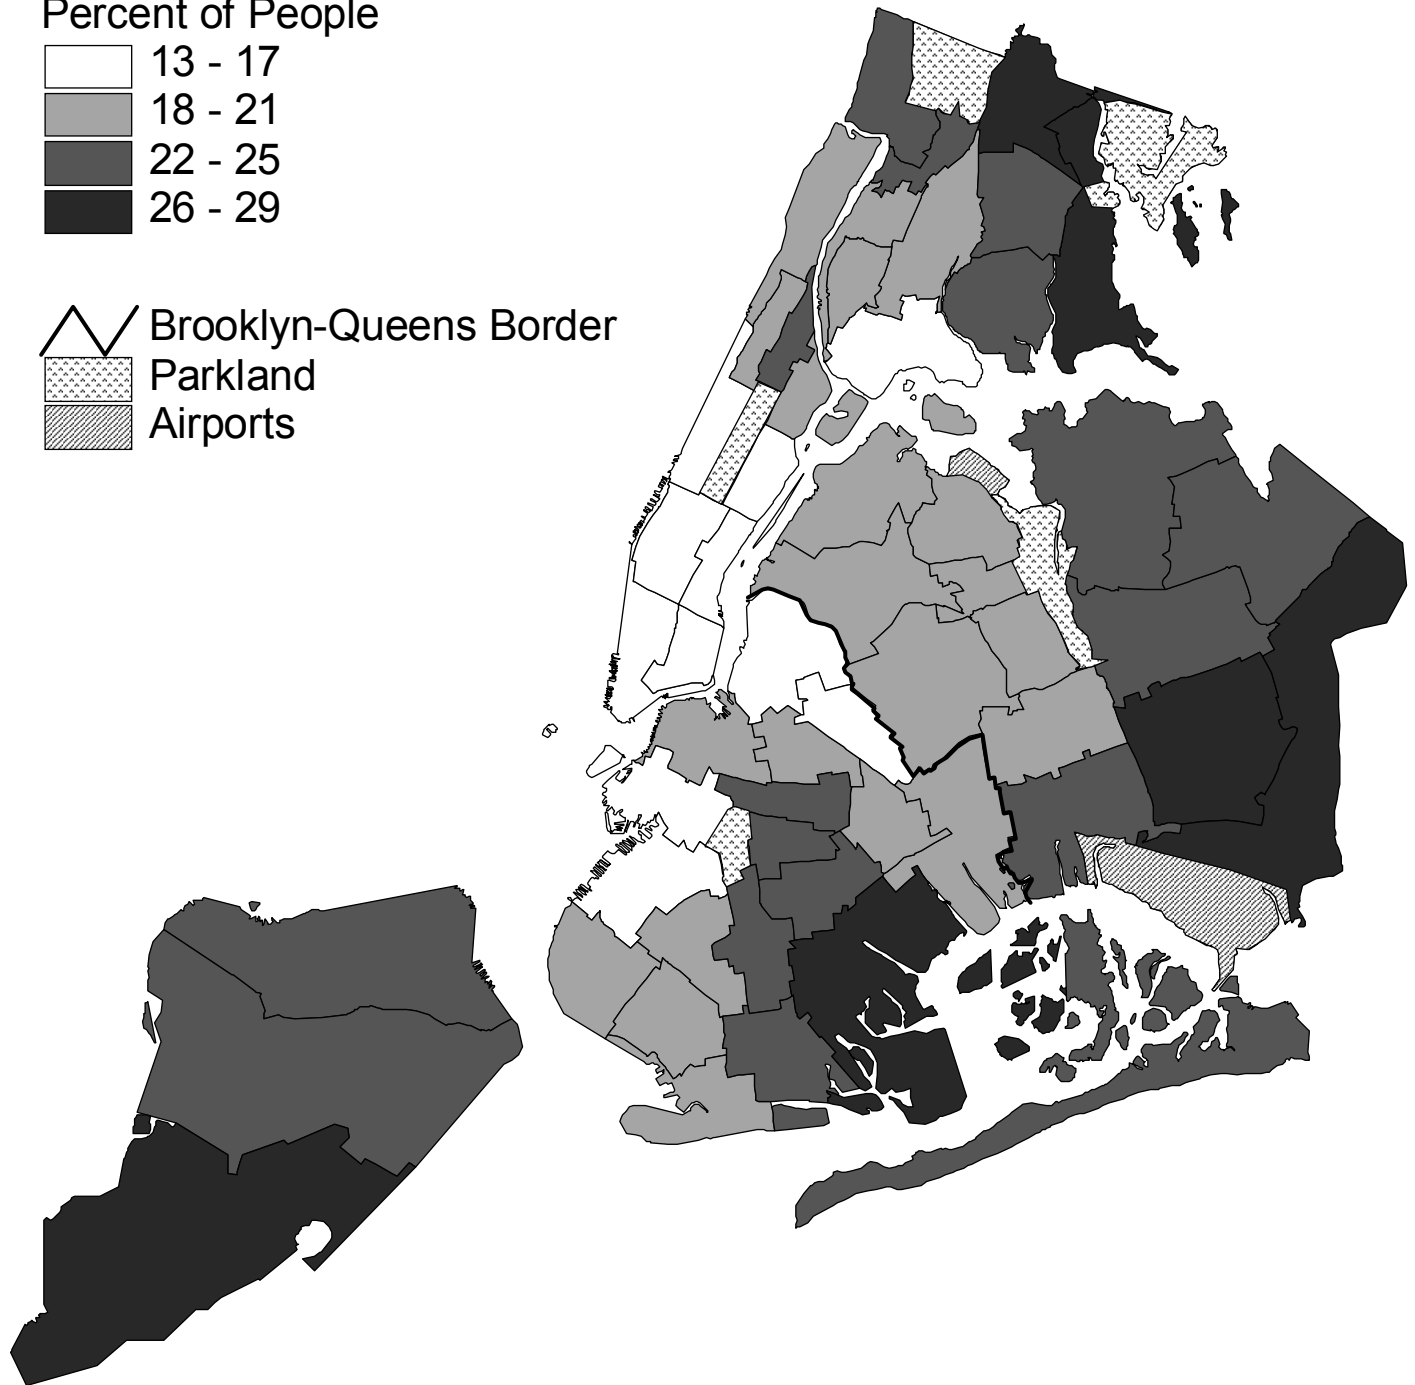 Percent of People
13 - 17
18 - 21
22 - 25
26 - 29
Brooklyn-Queens Border
Parkland
Airports